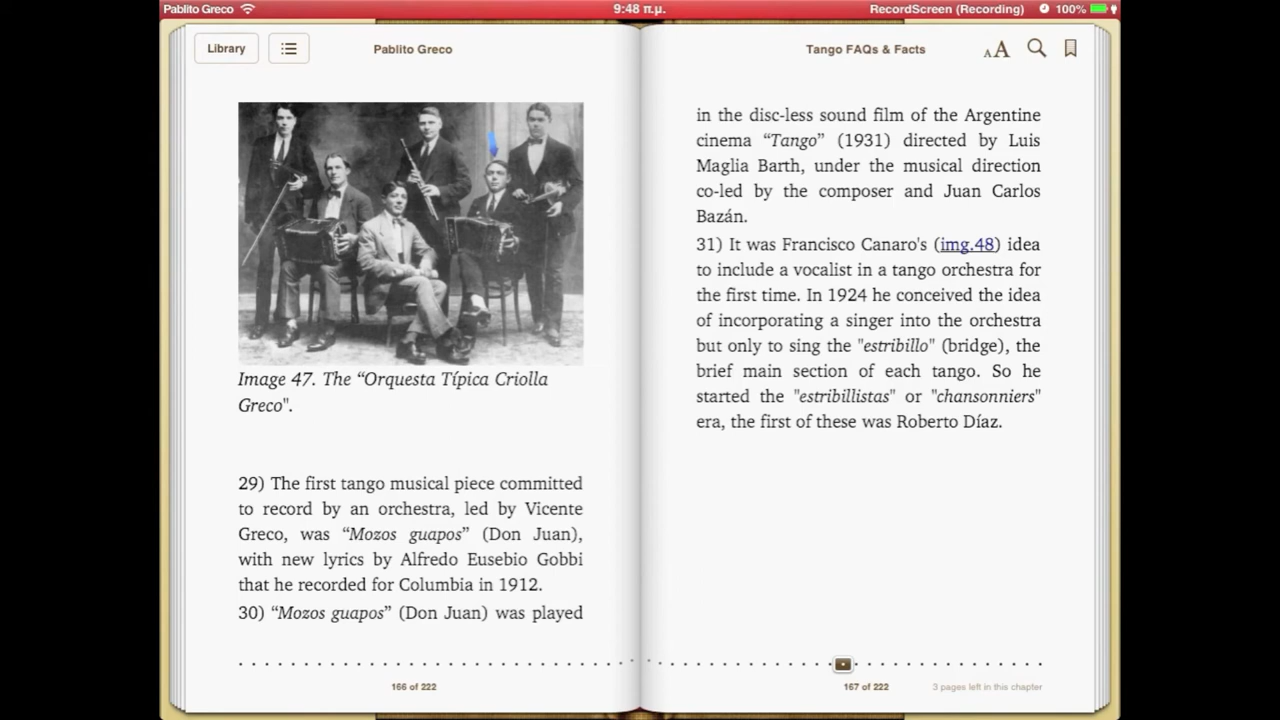 Pablito Greco
9:48 π.μ.
RecordScreen (Recording)
100%
Library
Pablito Greco
Tango FAQs & Facts
AA
Image 47. The “Orquesta Típica Criolla
Greco".
29) The first tango musical piece committed
to record by an orchestra, led by Vicente
Greco, was “Mozos guapos” (Don Juan),
with new lyrics by Alfredo Eusebio Gobbi
that he recorded for Columbia in 1912.
30) “Mozos guapos” (Don Juan) was played
166 of 222
in the disc-less sound film of the Argentine
cinema “Tango” (1931) directed by Luis
Maglia Barth, under the musical direction
co-led by the composer and Juan Carlos
Bazán.
31) It was Francisco Canaro's (img.48) idea
to include a vocalist in a tango orchestra for
the first time. In 1924 he conceived the idea
of incorporating a singer into the orchestra
but only to sing the "estribillo" (bridge), the
brief main section of each tango. So he
started the "estribillistas" or "chansonniers"
era, the first of these was Roberto Díaz.
167 of 222
3 pages left in this chapter